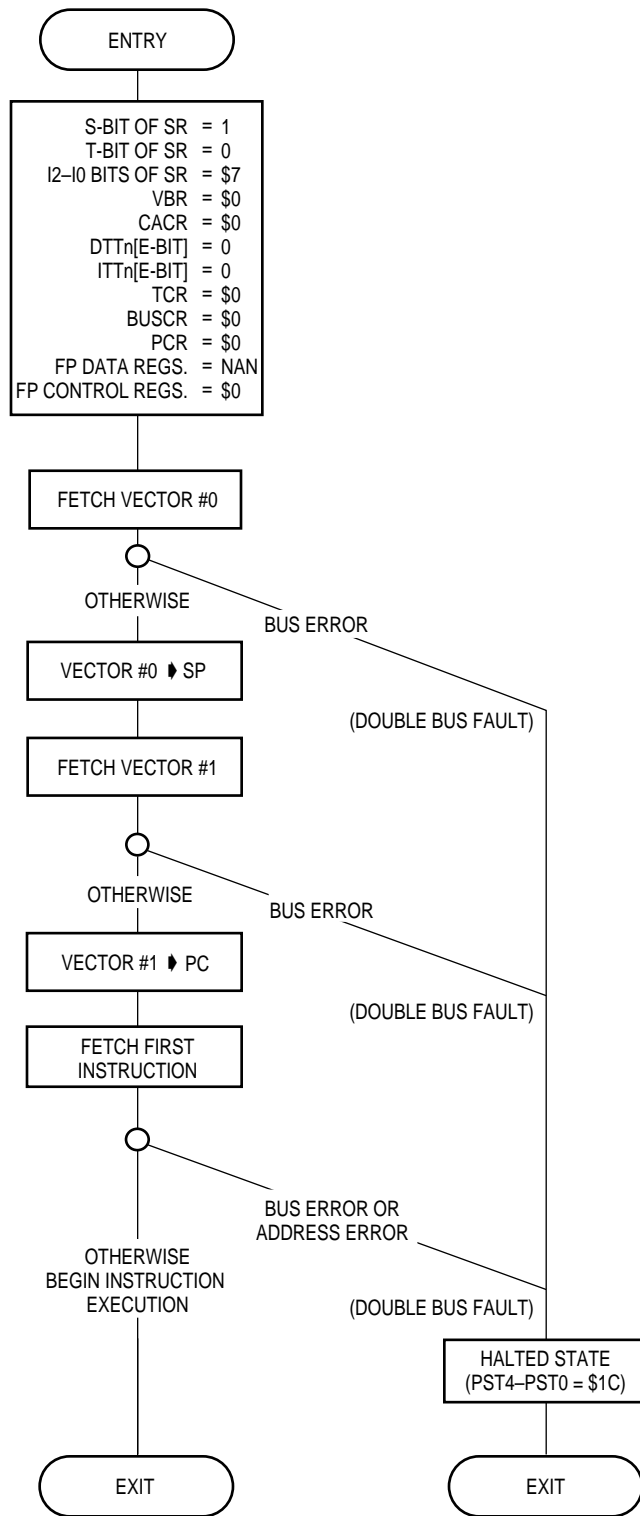 ENTRY
S-BIT OF SR = 1
T-BIT OF SR = 0
I2–I0 BITS OF SR = $7
VBR = $0
CACR = $0
DTTn[E-BIT] = 0
ITTn[E-BIT] = 0
TCR = $0
BUSCR = $0
PCR = $0
FP DATA REGS. = NAN
FP CONTROL REGS. = $0
FETCH VECTOR #0
OTHERWISE
BUS ERROR
VECTOR #0 ➧ SP
(DOUBLE BUS FAULT)
FETCH VECTOR #1
OTHERWISE
BUS ERROR
VECTOR #1 ➧ PC
(DOUBLE BUS FAULT)
FETCH FIRST
INSTRUCTION
BUS ERROR OR
ADDRESS ERROR
OTHERWISE
BEGIN INSTRUCTION
EXECUTION
(DOUBLE BUS FAULT)
HALTED STATE
(PST4–PST0 = $1C)
EXIT
EXIT